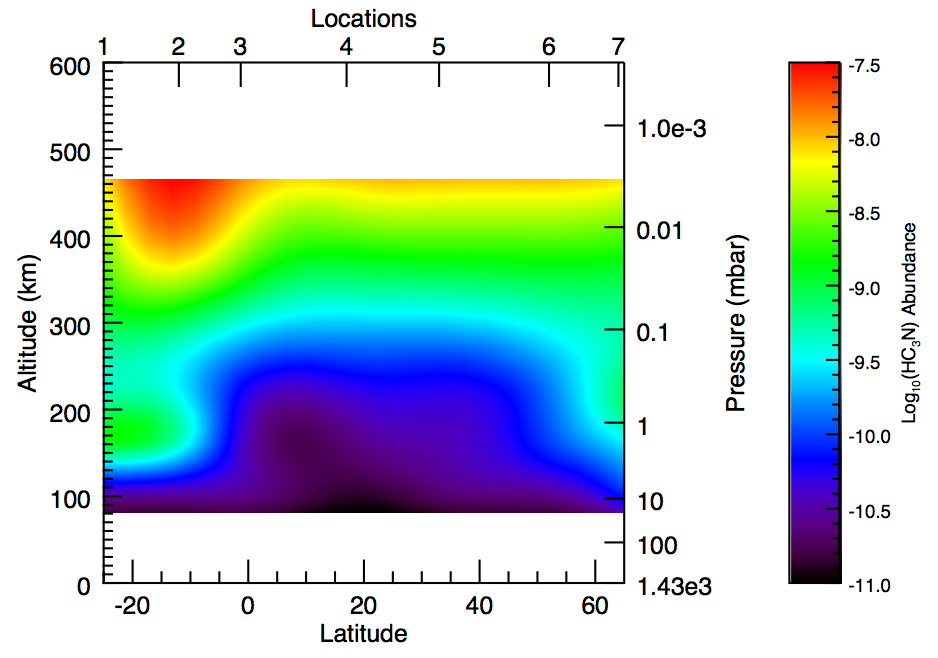 Locations
1 2 3 4 5 6 7
600
500
400
300
200
100
0
Altitude (km)
-20 0 20 40 60
Latitude
1.0e-3
0.01
0.1
1
10
100
1.43e3
Pressure (mbar)
-7.5
-8.0
-8.5
-9.0
-9.5
-10.0
-10.5
-11.0
Log₁₀(HC₃N) Abundance